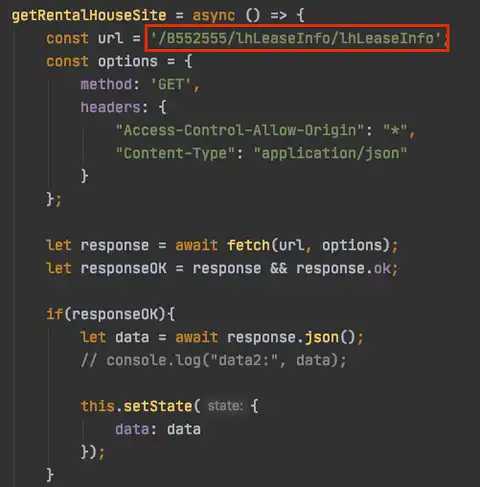 getRentalHouseSite = async () => {
const url = '/B552555/lhLeaseInfo/lhLeaseInfo';
const options = {
method: 'GET',
headers: {
"Access-Control-Allow-Origin": "*",
"Content-Type": "application/json"
}
};
let response = await fetch(url, options);
let responseOK = response && response.ok;
if(responseOK){
let data = await response.json();
// console.log("data2:", data);
this.setState( state: {
data: data
});
}